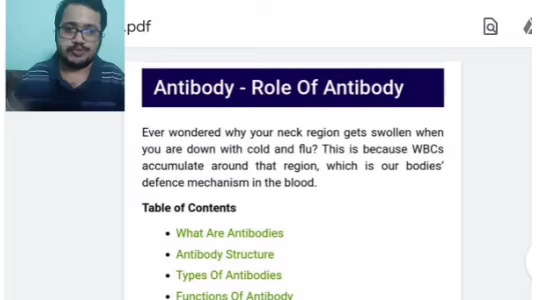 .pdf
Antibody - Role Of Antibody
Ever wondered why your neck region gets swollen when
you are down with cold and flu? This is because WBCs
accumulate around that region, which is our bodies'
defence mechanism in the blood.
Table of Contents
• What Are Antibodies
• Antibody Structure
• Types Of Antibodies
• Functions Of Antibody